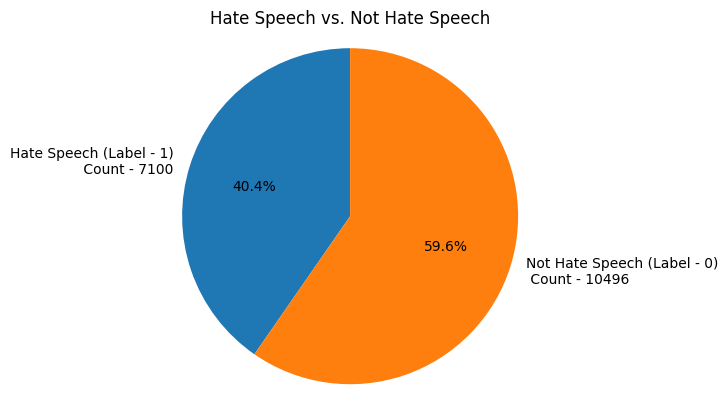 Hate Speech vs. Not Hate Speech
Hate Speech (Label - 1)
Count - 7100
40.4%
59.6%
Not Hate Speech (Label - 0)
Count - 10496